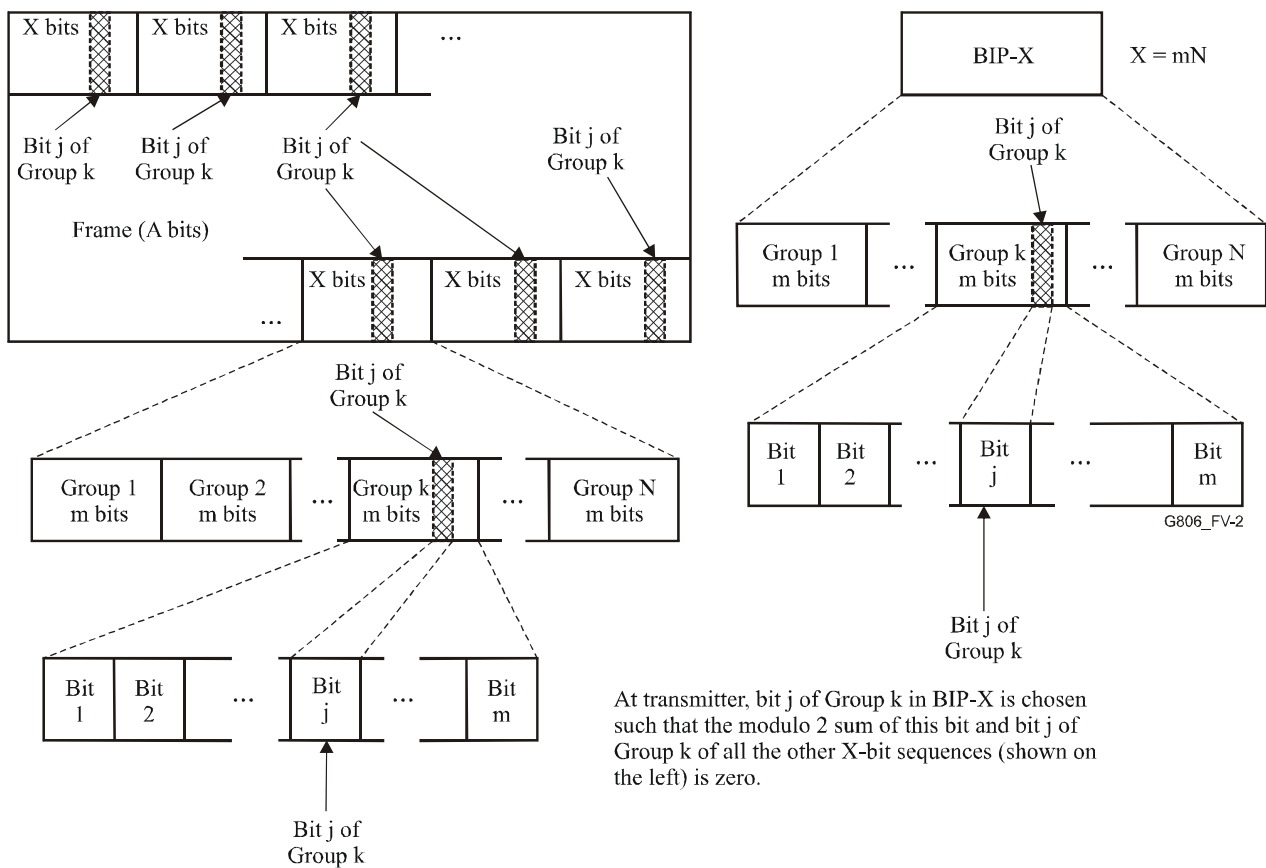 X bits X bits X bits ...
Bit j of
Group k
Bit j of
Group k
Bit j of
Group k
Bit j of
Group k
Frame (A bits)
... X bits X bits X bits
Bit j of
Group k
Group 1
m bits
Group 2
m bits
...
Group k
m bits
...
Group N
m bits
Bit
1
Bit
2
...
Bit
j
...
Bit
m
Bit j of
Group k
BIP-X X = mN
Bit j of
Group k
Group 1
m bits
...
Group k
m bits
...
Group N
m bits
Bit
1
Bit
2
...
Bit
j
...
Bit
m
G806_FV-2
Bit j of
Group k
At transmitter, bit j of Group k in BIP-X is chosen
such that the modulo 2 sum of this bit and bit j of
Group k of all the other X-bit sequences (shown on
the left) is zero.